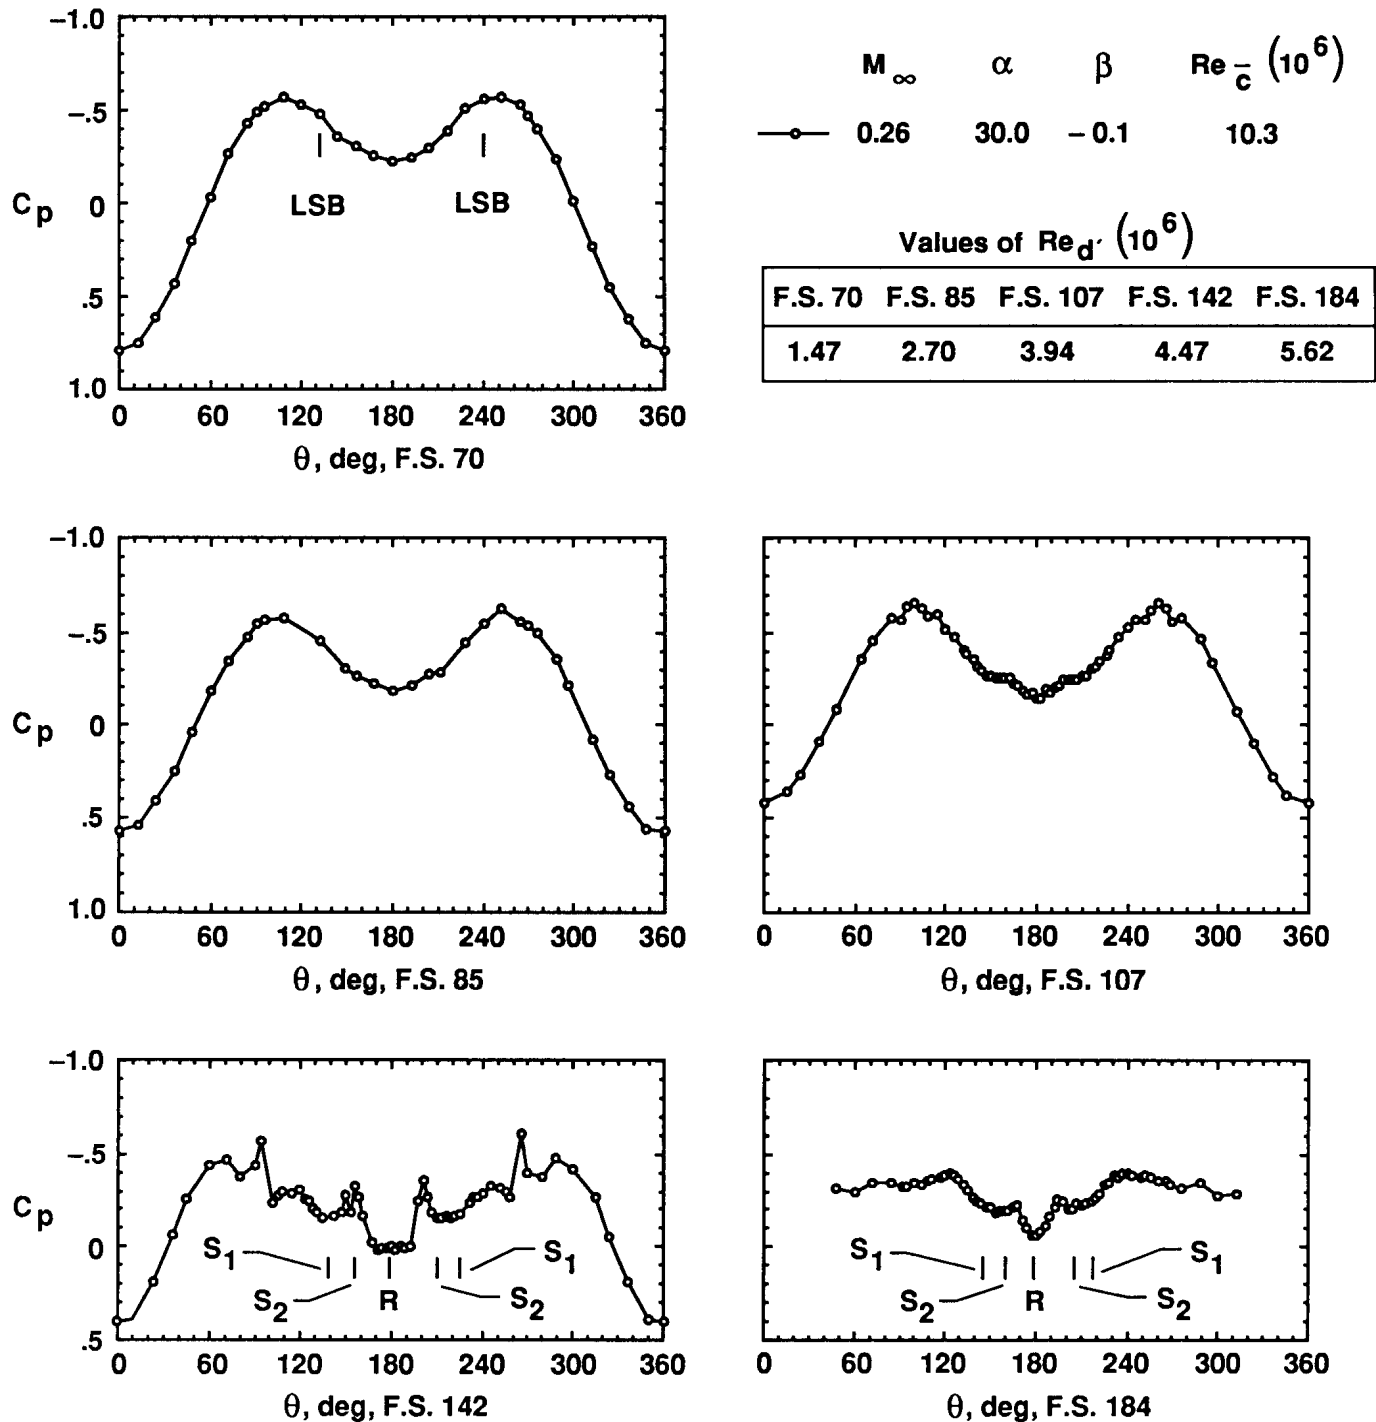 −1.0
−.5
0
.5
1.0
C p
LSB LSB
0 60 120 180 240 300 360
θ, deg, F.S. 70
M ∞ α β Re c̄ (10 6)
0.26 30.0 −0.1 10.3
Values of Re d′ (10 6)
F.S. 70 F.S. 85 F.S. 107 F.S. 142 F.S. 184
1.47 2.70 3.94 4.47 5.62
−1.0
−.5
0
.5
1.0
C p
0 60 120 180 240 300 360
θ, deg, F.S. 85
0 60 120 180 240 300 360
θ, deg, F.S. 107
−1.0
−.5
0
.5
C p
S 1 S 1
S 2 R S 2
0 60 120 180 240 300 360
θ, deg, F.S. 142
S 1 S 1
S 2 R S 2
0 60 120 180 240 300 360
θ, deg, F.S. 184